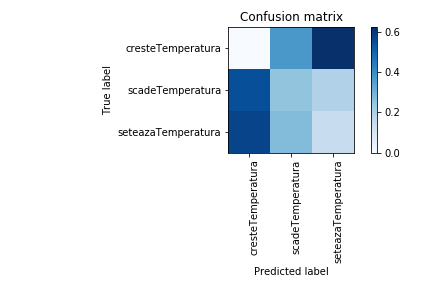 Confusion matrix
True label
cresteTemperatura
scadeTemperatura
seteazaTemperatura
cresteTemperatura
scadeTemperatura
seteazaTemperatura
Predicted label
0.6
0.4
0.2
0.0